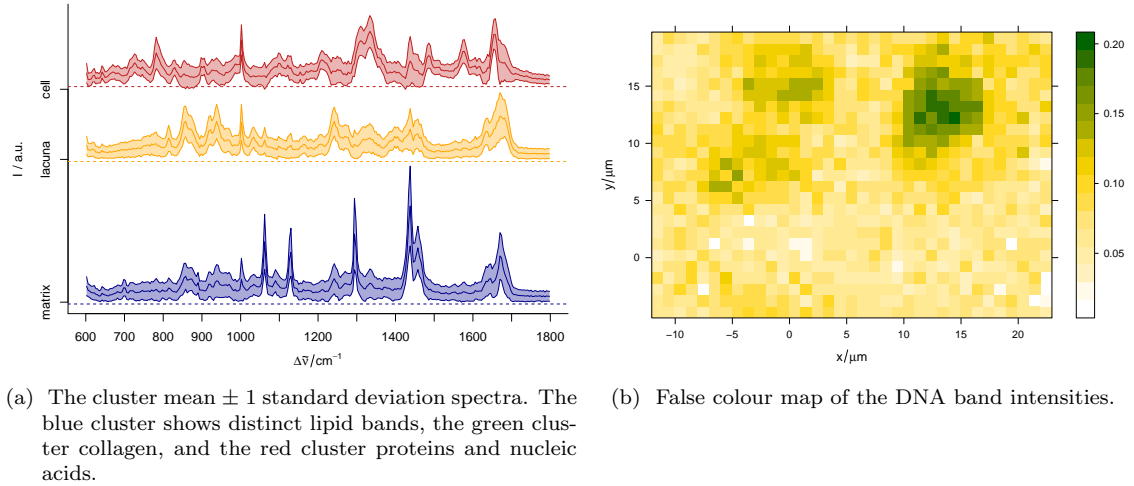 I / a.u.
cell
lacuna
matrix
600 700 800 900 1000 1200 1400 1600 1800
Δν̃/cm⁻¹
−10 −5 0 5 10 15 20
x/µm
y/µm
15
10
5
0
0.20
0.15
0.10
0.05
(a) The cluster mean ± 1 standard deviation spectra. The
blue cluster shows distinct lipid bands, the green clus-
ter collagen, and the red cluster proteins and nucleic
acids.
(b) False colour map of the DNA band intensities.